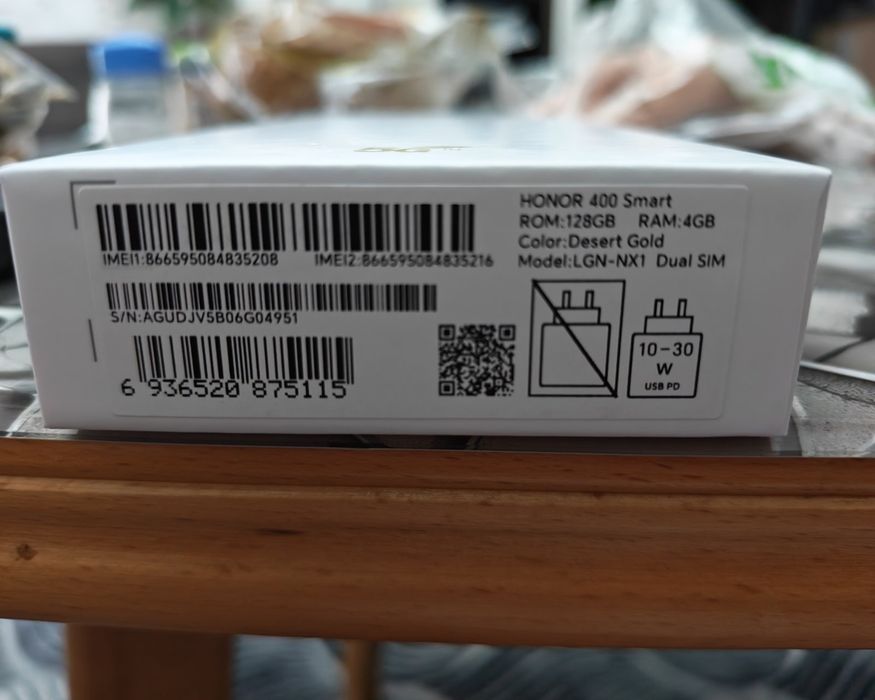 5G
HONOR 400 Smart
ROM:128GB RAM:4GB
Color:Desert Gold
Model:LGN-NX1 Dual SIM
IMEI1:866595084835208 IMEI2:866595084835216
S/N:AGUDJV5B06G04951
6 936520 875115
10-30
W
USB PD